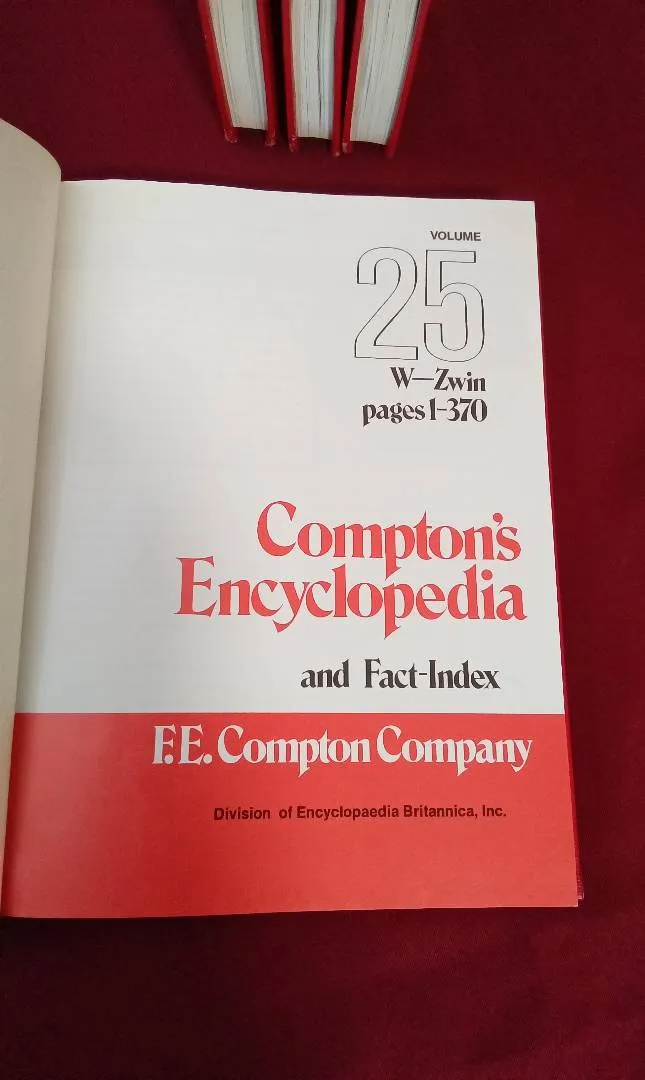 VOLUME
25
W—Zwin
pages 1-370
Compton's
Encyclopedia
and Fact-Index
F.E. Compton Company
Division of Encyclopaedia Britannica, Inc.